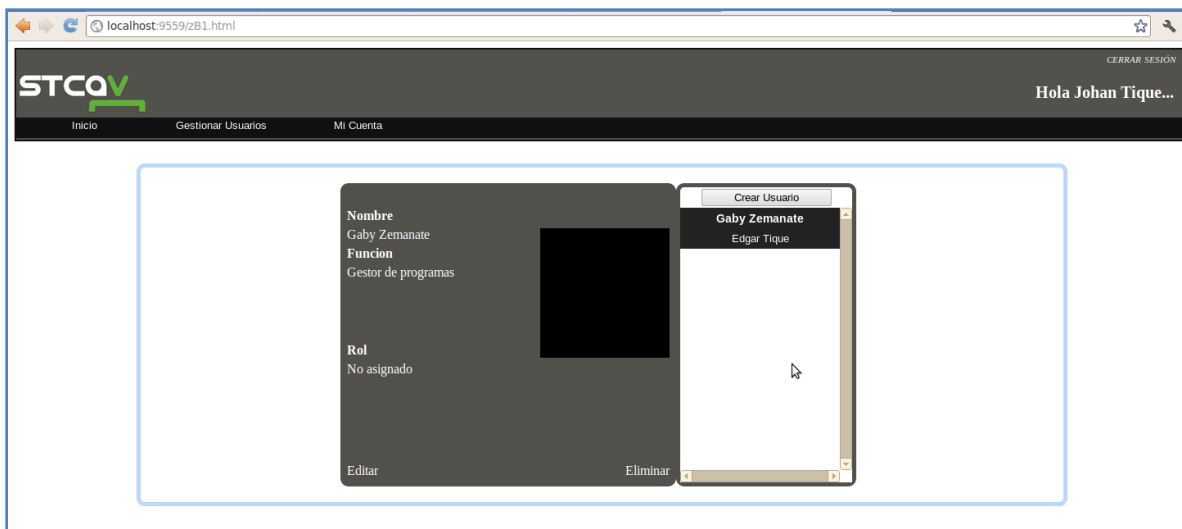 localhost:9559/zB1.html
CERRAR SESIÓN
STCAV
Hola Johan Tique...
Inicio Gestionar Usuarios Mi Cuenta
Nombre
Gaby Zemanate
Funcion
Gestor de programas
Rol
No asignado
Editar Eliminar
Crear Usuario
Gaby Zemanate
Edgar Tique